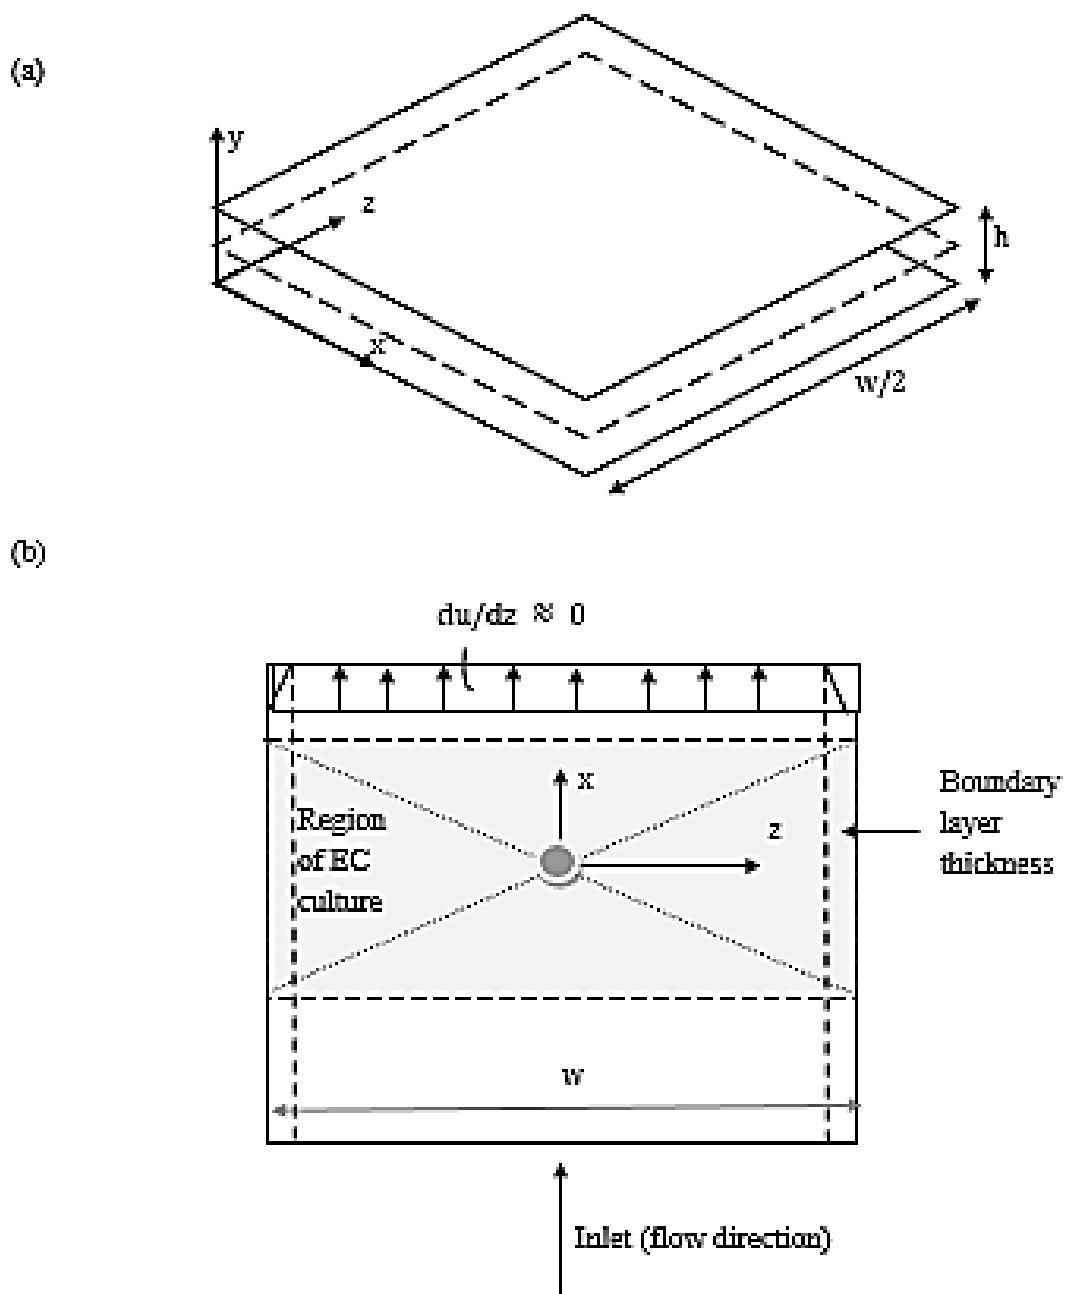 (a)
y
z
h
x
w/2
(b)
du/dz ≈ 0
x
Boundary
layer
thickness
z
Region
of EC
culture
w
Inlet (flow direction)